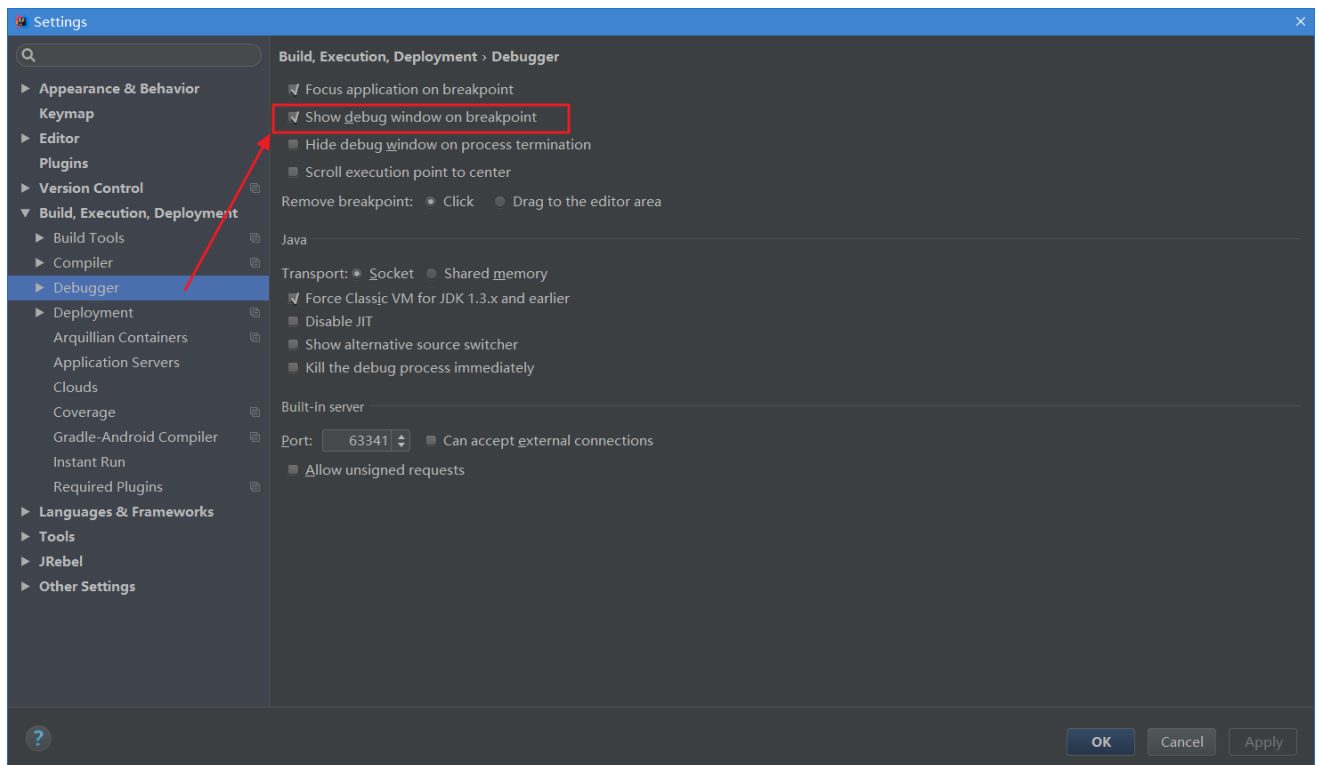 Settings
Appearance & Behavior
Keymap
Editor
Plugins
Version Control
Build, Execution, Deployment
Build Tools
Compiler
Debugger
Deployment
Arquillian Containers
Application Servers
Clouds
Coverage
Gradle-Android Compiler
Instant Run
Required Plugins
Languages & Frameworks
Tools
JRebel
Other Settings
Build, Execution, Deployment › Debugger
Focus application on breakpoint
Show debug window on breakpoint
Hide debug window on process termination
Scroll execution point to center
Remove breakpoint: Click Drag to the editor area
Java
Transport: Socket Shared memory
Force Classic VM for JDK 1.3.x and earlier
Disable JIT
Show alternative source switcher
Kill the debug process immediately
Built-in server
Port: 63341 Can accept external connections
Allow unsigned requests
? OK Cancel Apply